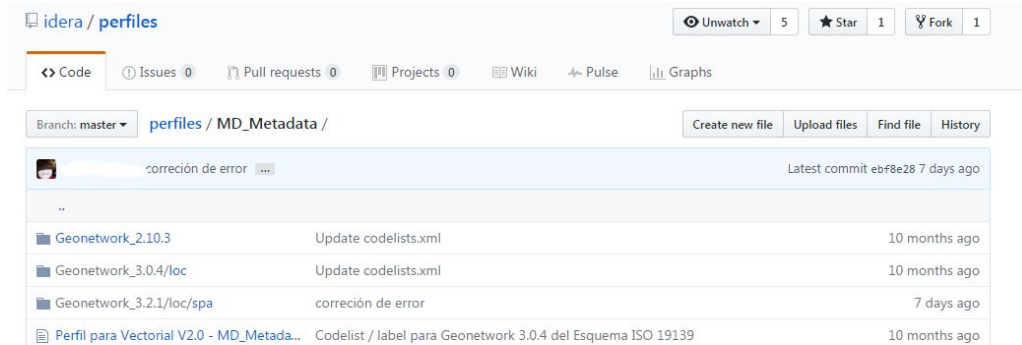 idera / perfiles
Unwatch 5 Star 1 Fork 1
Code Issues 0 Pull requests 0 Projects 0 Wiki Pulse Graphs
Branch: master perfiles / MD_Metadata /
Create new file Upload files Find file History
correción de error ... Latest commit ebf8e28 7 days ago
..
Geonetwork_2.10.3 Update codelists.xml 10 months ago
Geonetwork_3.0.4/loc Update codelists.xml 10 months ago
Geonetwork_3.2.1/loc/spa correción de error 7 days ago
Perfil para Vectorial V2.0 - MD_Metada... Codelist / label para Geonetwork 3.0.4 del Esquema ISO 19139 10 months ago